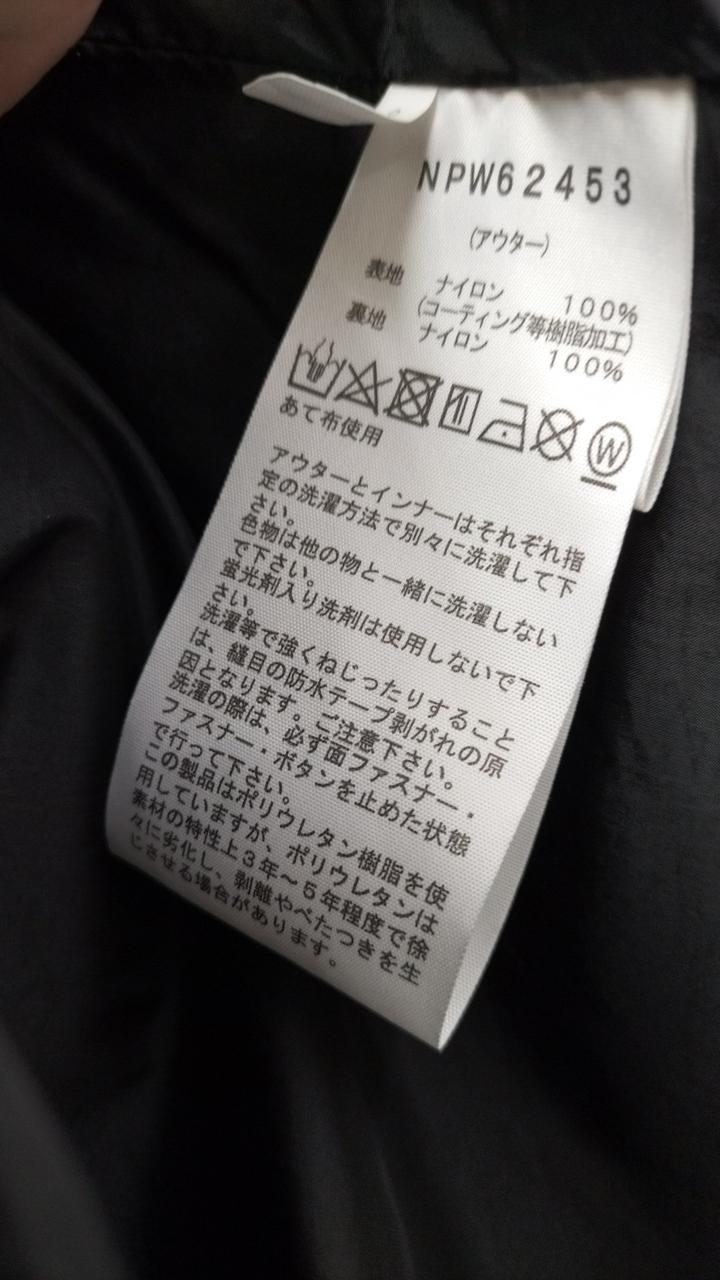 NPW62453
(アウター)
表地 ナイロン 100%
(コーティング等樹脂加工)
裏地 ナイロン 100%
W
あて布使用
アウターとインナーはそれぞれ指
定の洗濯方法で別々に洗濯して下
さい。
色物は他の物と一緒に洗濯しない
で下さい。
蛍光剤入り洗剤は使用しないで下
さい。
洗濯等で強くねじったりすること
は、縫目の防水テープ剥がれの原
因となります。ご注意下さい。
洗濯の際は、必ず面ファスナー・
ファスナー・ボタンを止めた状態
で行って下さい。
この製品はポリウレタン樹脂を使
用していますが、ポリウレタンは
素材の特性上3年～5年程度で徐
々に劣化し、剥離やべたつきを生
じさせる場合があります。